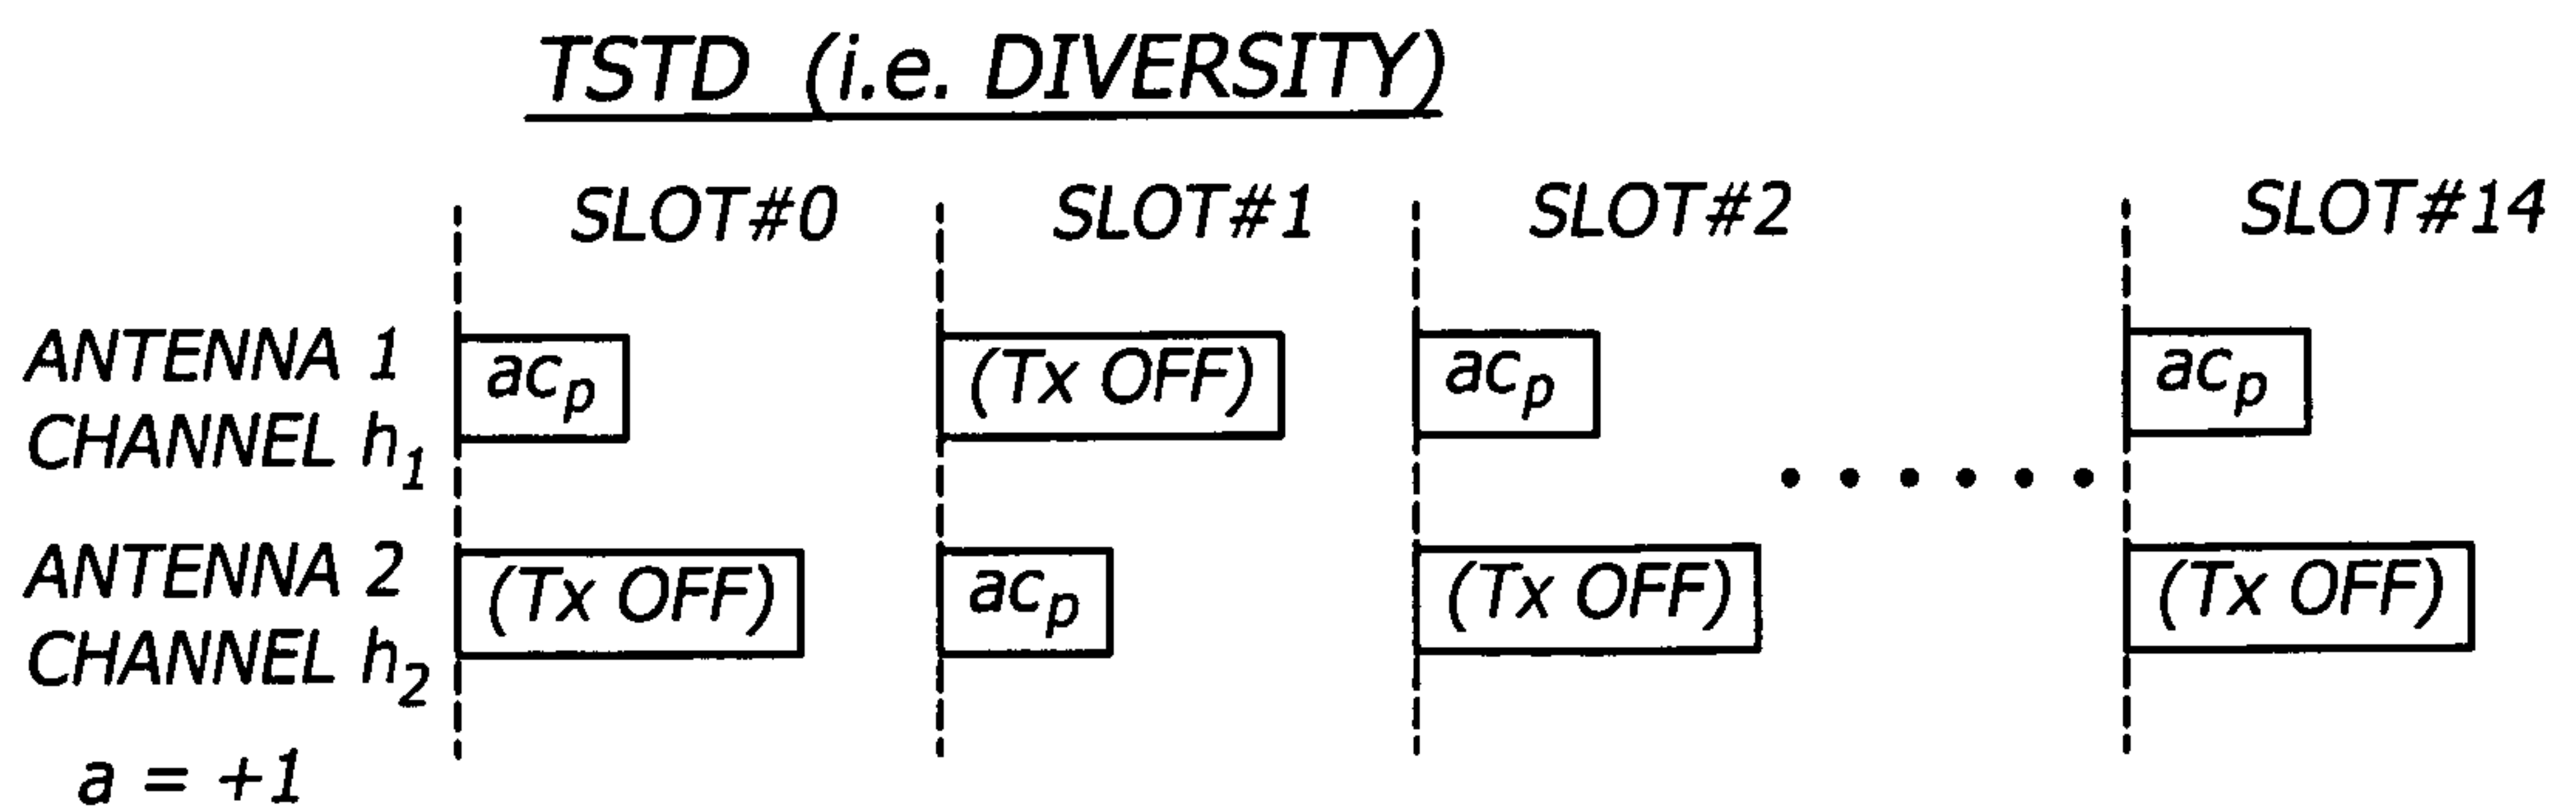 TSTD (i.e. DIVERSITY)
SLOT#0 SLOT#1 SLOT#2 SLOT#14
ANTENNA 1 ac_p (Tx OFF) ac_p ac_p
CHANNEL h_1
ANTENNA 2 (Tx OFF) ac_p (Tx OFF) (Tx OFF)
CHANNEL h_2
a = +1